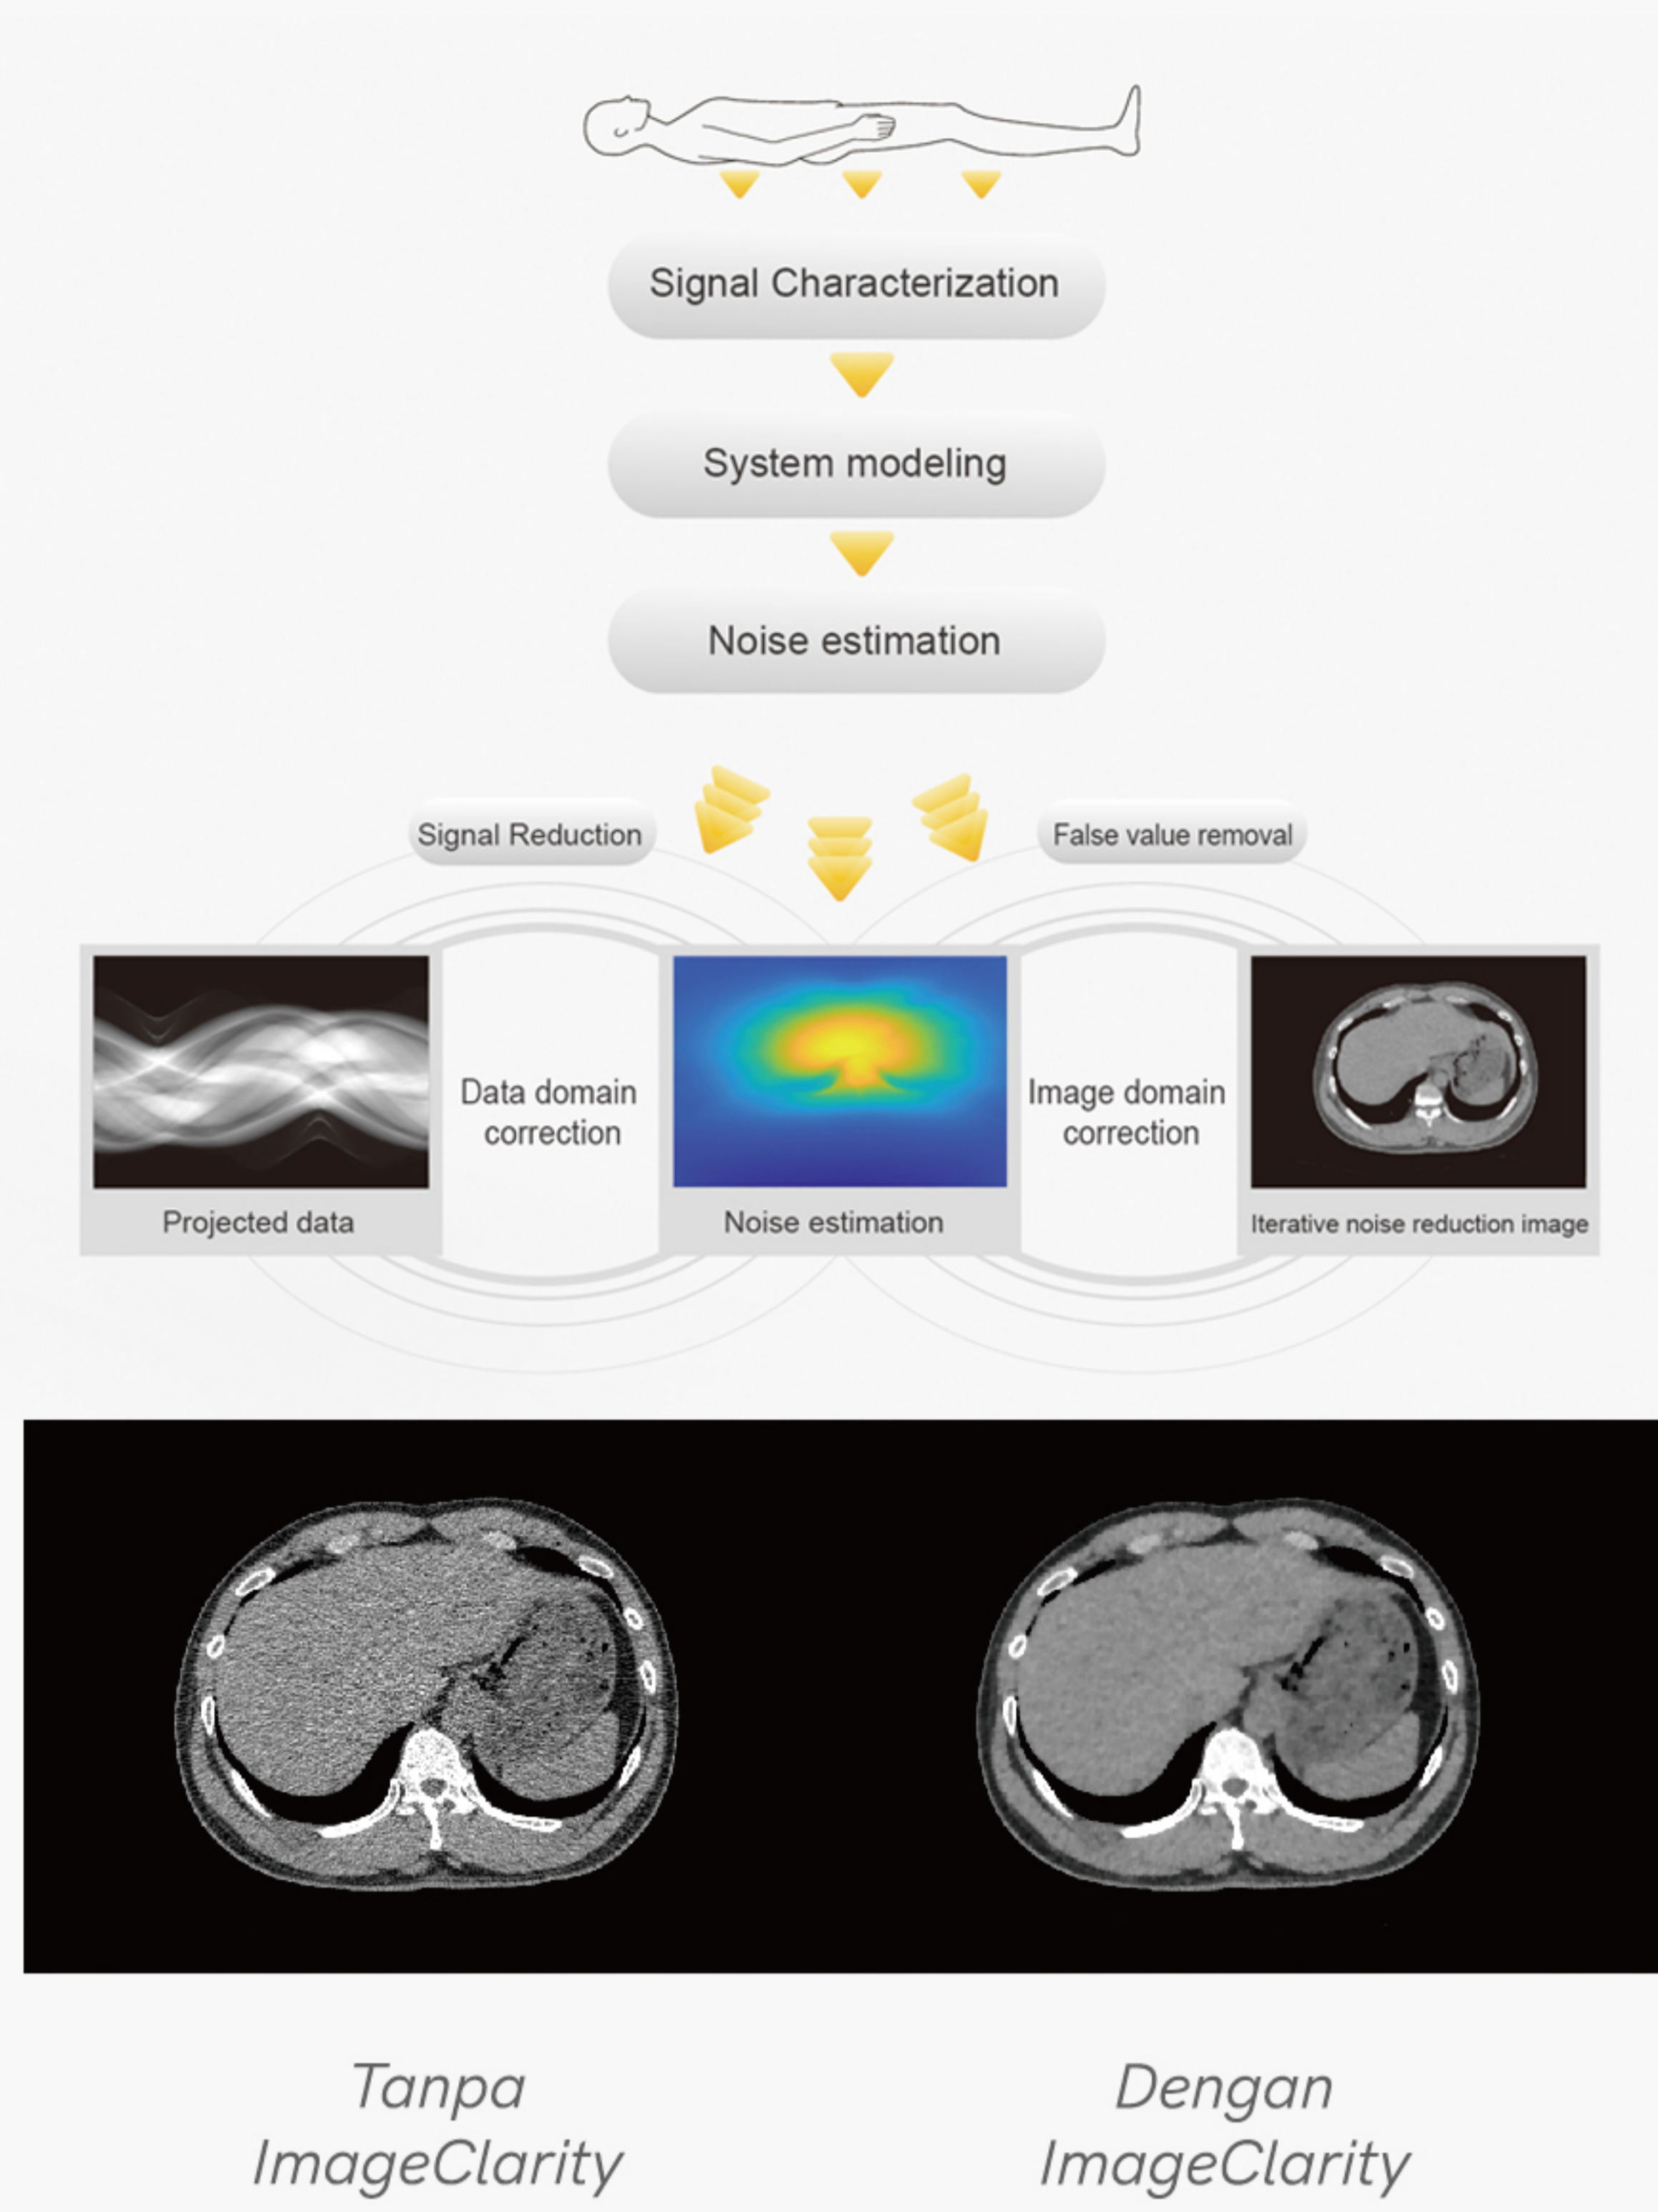 Signal Characterization
System modeling
Noise estimation
Signal Reduction
False value removal
Data domain
correction
Image domain
correction
Projected data
Noise estimation
Iterative noise reduction image
Tanpa
ImageClarity
Dengan
ImageClarity